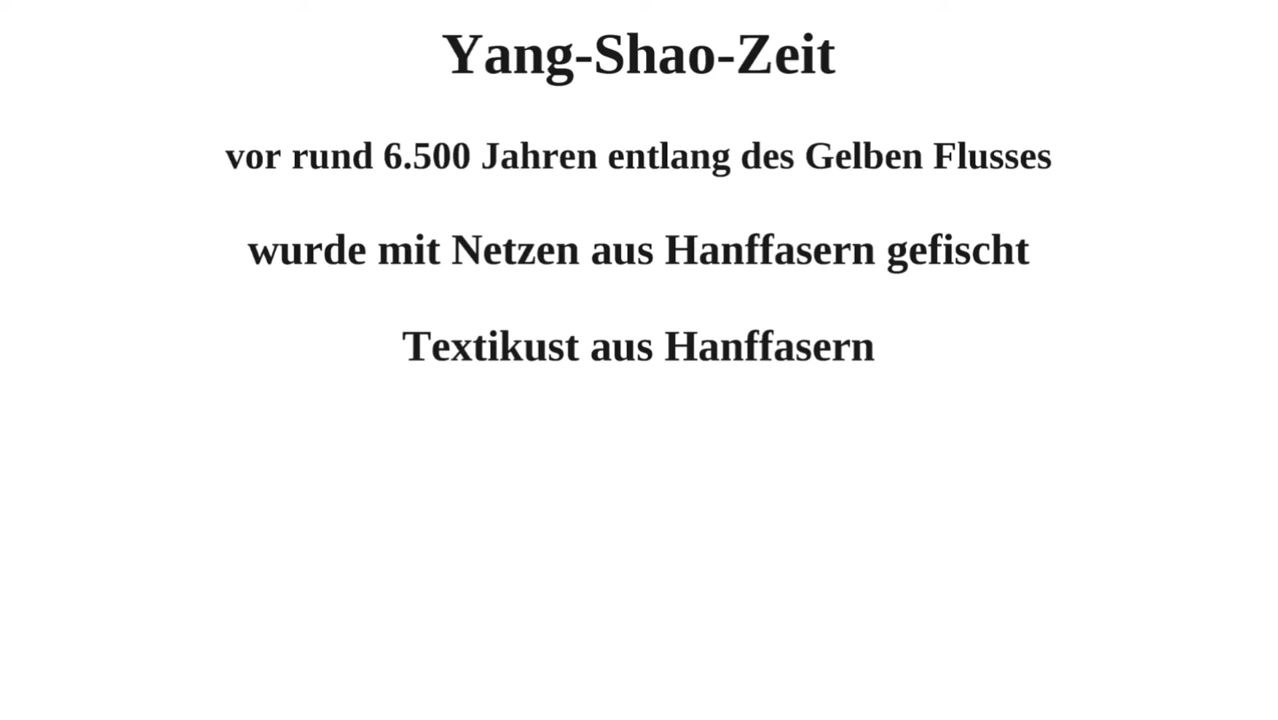 Yang-Shao-Zeit
vor rund 6.500 Jahren entlang des Gelben Flusses
wurde mit Netzen aus Hanffasern gefischt
Textikust aus Hanffasern